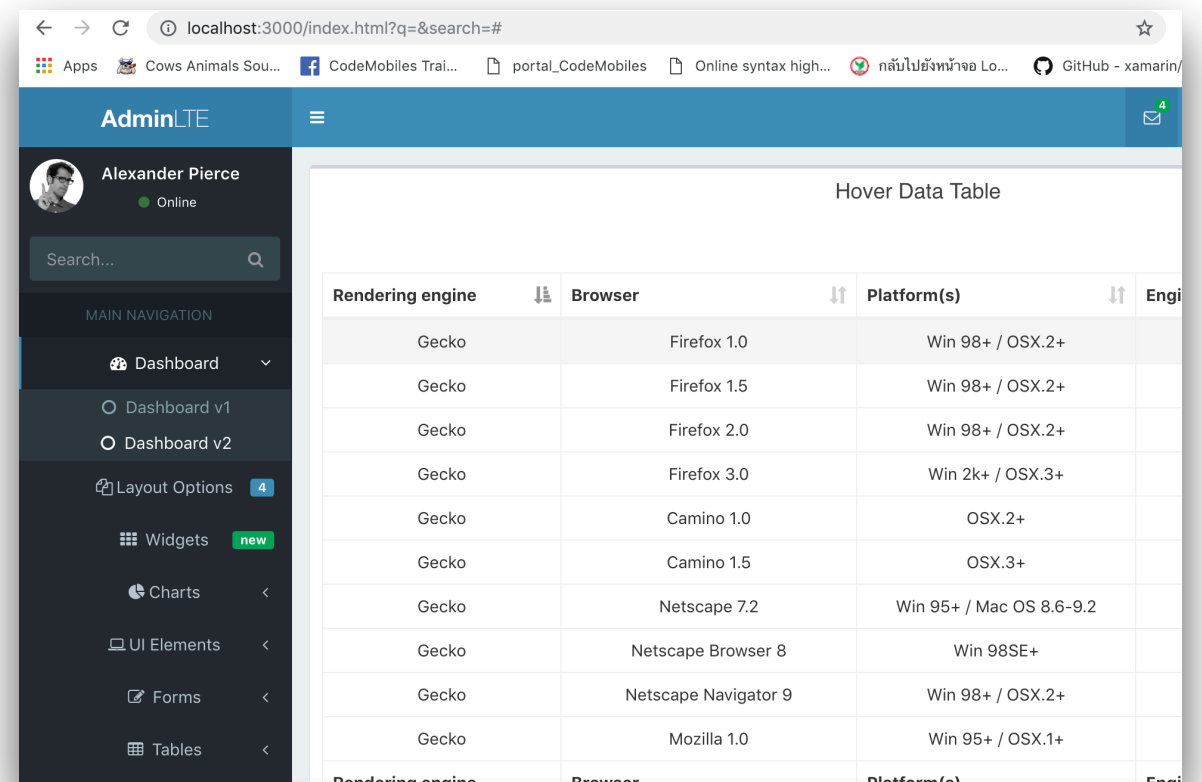 localhost:3000/index.html?q=&search=#
Apps Cows Animals Sou... CodeMobiles Trai... portal_CodeMobiles Online syntax high... กลับไปยังหน้าจอ Lo... GitHub - xamarin/
AdminLTE 4
Alexander Pierce
Online
Search...
MAIN NAVIGATION
Dashboard
Dashboard v1
Dashboard v2
Layout Options 4
Widgets new
Charts
UI Elements
Forms
Tables
Hover Data Table
Rendering engine Browser Platform(s) Engi
Gecko Firefox 1.0 Win 98+ / OSX.2+
Gecko Firefox 1.5 Win 98+ / OSX.2+
Gecko Firefox 2.0 Win 98+ / OSX.2+
Gecko Firefox 3.0 Win 2k+ / OSX.3+
Gecko Camino 1.0 OSX.2+
Gecko Camino 1.5 OSX.3+
Gecko Netscape 7.2 Win 95+ / Mac OS 8.6-9.2
Gecko Netscape Browser 8 Win 98SE+
Gecko Netscape Navigator 9 Win 98+ / OSX.2+
Gecko Mozilla 1.0 Win 95+ / OSX.1+
Rendering engine Browser Platform(s) Engi